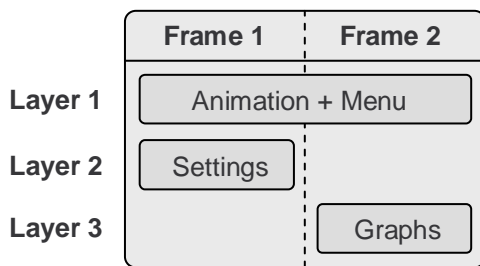 Frame 1 Frame 2
Layer 1 Animation + Menu
Layer 2 Settings
Layer 3 Graphs